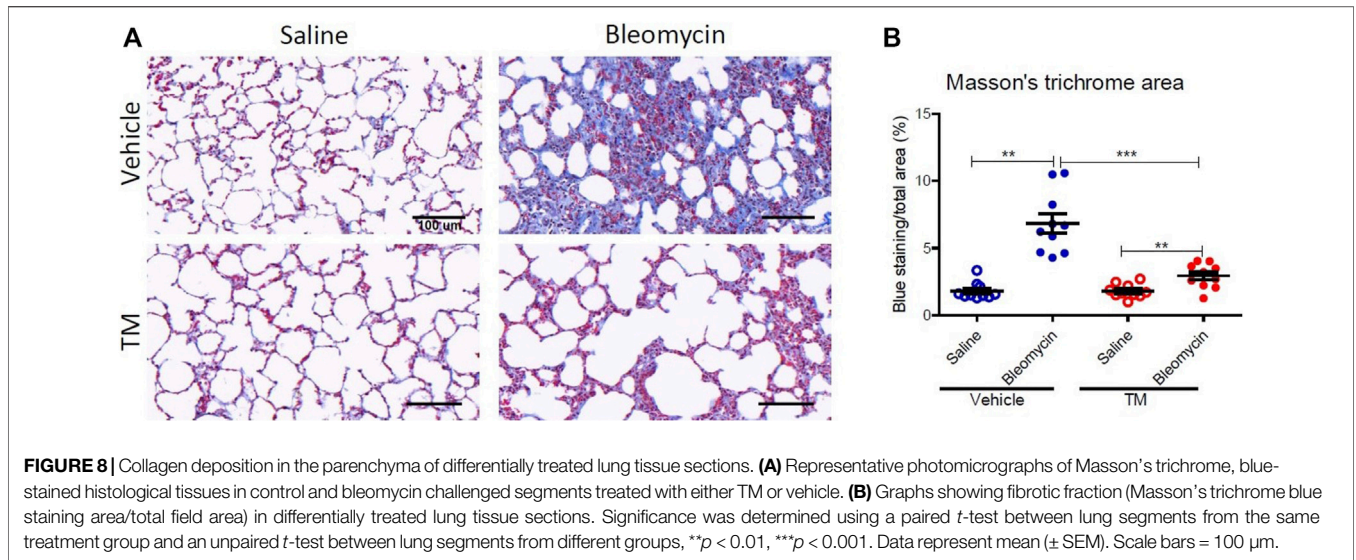 A
Saline
Bleomycin
Vehicle
100 um
TM
B
Masson's trichrome area
Blue staining/total area (%)
15
10
5
0
**
***
**
Saline
Bleomycin
Saline
Bleomycin
Vehicle
TM
FIGURE 8 | Collagen deposition in the parenchyma of differentially treated lung tissue sections. (A) Representative photomicrographs of Masson's trichrome, blue-
stained histological tissues in control and bleomycin challenged segments treated with either TM or vehicle. (B) Graphs showing fibrotic fraction (Masson's trichrome blue
staining area/total field area) in differentially treated lung tissue sections. Significance was determined using a paired t-test between lung segments from the same
treatment group and an unpaired t-test between lung segments from different groups, **p < 0.01, ***p < 0.001. Data represent mean (± SEM). Scale bars = 100 μm.